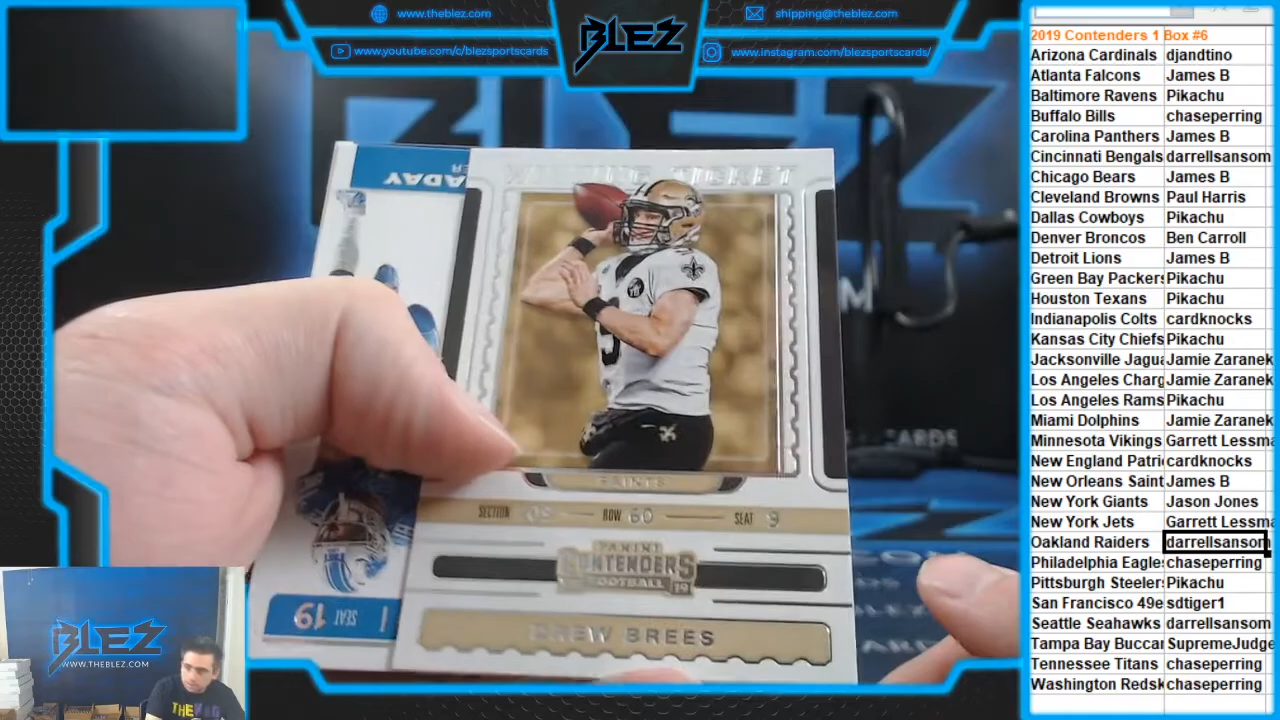 www.theblez.com
shipping@theblez.com
www.youtube.com/c/blezsportscards
www.instagram.com/blezsportscards/
BLEZ
ADAY
TICKET
SAINTS
SECTION 09 ROW 60 SEAT 9
PANINI
CONTENDERS
FOOTBALL 19
DREW BREES
SEAT 19
BLEZ
WWW.THEBLEZ.COM
2019 Contenders 1 Box #6
Arizona Cardinals djandtino
Atlanta Falcons James B
Baltimore Ravens Pikachu
Buffalo Bills chaseperring
Carolina Panthers James B
Cincinnati Bengals darrellsansom
Chicago Bears James B
Cleveland Browns Paul Harris
Dallas Cowboys Pikachu
Denver Broncos Ben Carroll
Detroit Lions James B
Green Bay Packers Pikachu
Houston Texans Pikachu
Indianapolis Colts cardknocks
Kansas City Chiefs Pikachu
Jacksonville Jagua Jamie Zaranek
Los Angeles Charg Jamie Zaranek
Los Angeles Rams Pikachu
Miami Dolphins Jamie Zaranek
Minnesota Vikings Garrett Lessma
New England Patri cardknocks
New Orleans Saint James B
New York Giants Jason Jones
New York Jets Garrett Lessma
Oakland Raiders darrellsansom
Philadelphia Eagle chaseperring
Pittsburgh Steelers Pikachu
San Francisco 49e sdtiger1
Seattle Seahawks darrellsansom
Tampa Bay Buccar SupremeJudge
Tennessee Titans chaseperring
Washington Redsk chaseperring